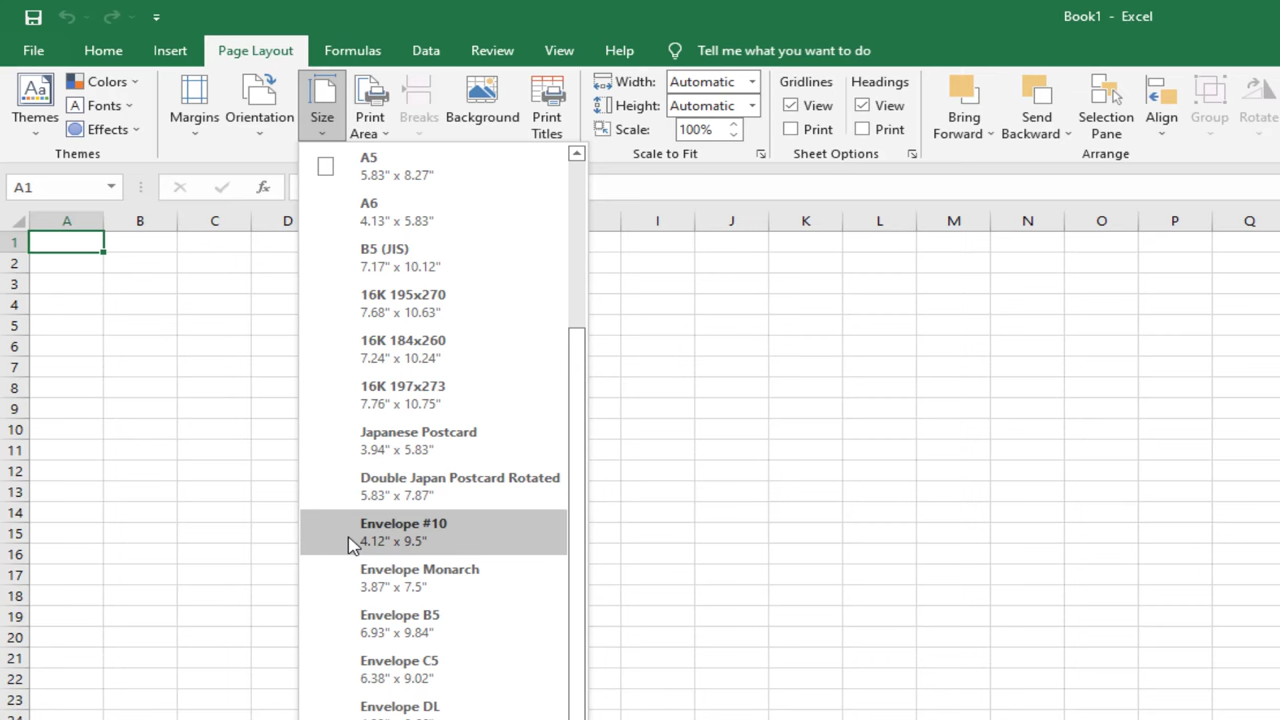 Book1 - Excel
File Home Insert Page Layout Formulas Data Review View Help Tell me what you want to do
Aa
Themes
A
Colors
Fonts
Effects
Themes
Margins
Orientation
Size
Print
Area
Breaks
Background
Print
Titles
Width: Automatic
Height: Automatic
Scale: 100%
Scale to Fit
Gridlines
View
Print
Headings
View
Print
Sheet Options
Bring
Forward
Send
Backward
Selection
Pane
Align
Group
Rotate
Arrange
A1
fx
A B C D I J K L M N O P Q
1
2
3
4
5
6
7
8
9
10
11
12
13
14
15
16
17
18
19
20
21
22
23
A5
5.83" x 8.27"
A6
4.13" x 5.83"
B5 (JIS)
7.17" x 10.12"
16K 195x270
7.68" x 10.63"
16K 184x260
7.24" x 10.24"
16K 197x273
7.76" x 10.75"
Japanese Postcard
3.94" x 5.83"
Double Japan Postcard Rotated
5.83" x 7.87"
Envelope #10
4.12" x 9.5"
Envelope Monarch
3.87" x 7.5"
Envelope B5
6.93" x 9.84"
Envelope C5
6.38" x 9.02"
Envelope DL